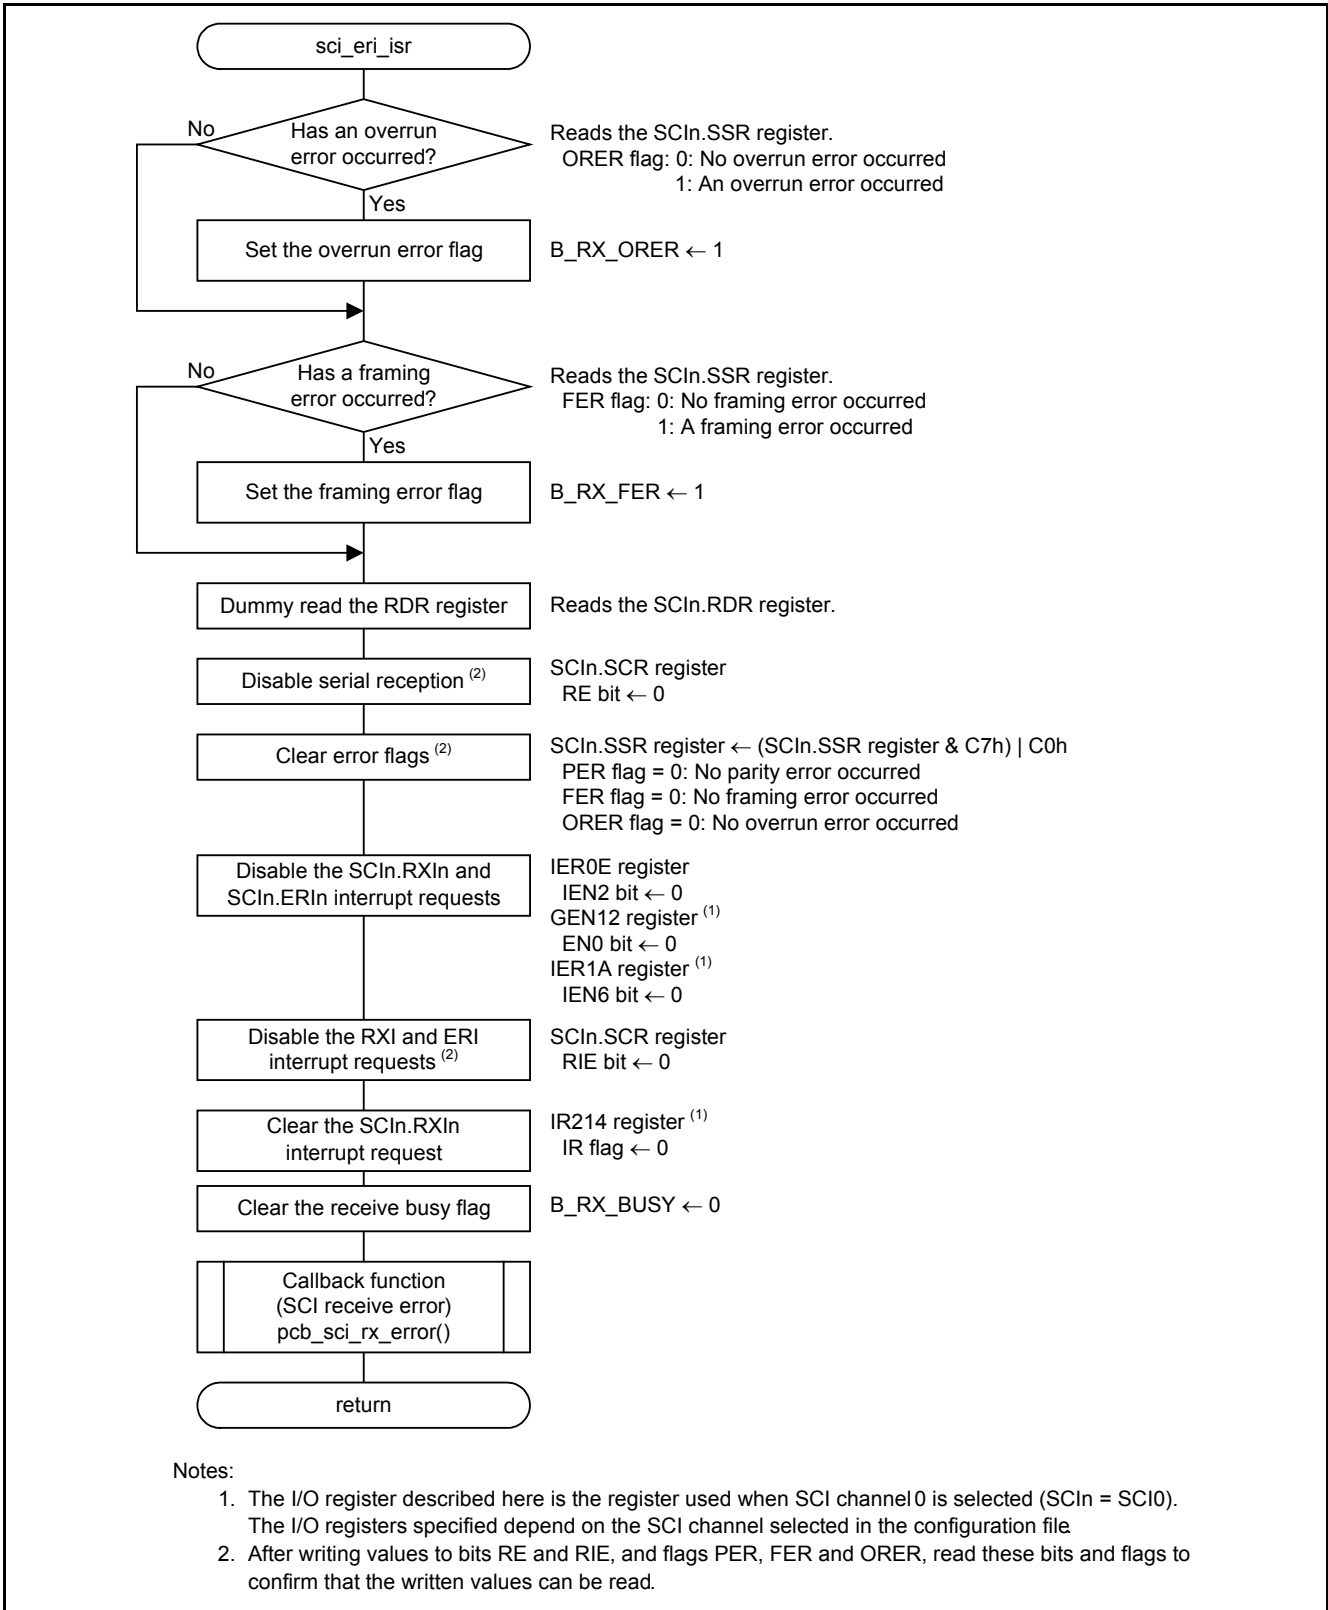 sci_eri_isr
No
Has an overrun
error occurred?
Reads the SCIn.SSR register.
ORER flag: 0: No overrun error occurred
1: An overrun error occurred
Yes
Set the overrun error flag
B_RX_ORER ← 1
No
Has a framing
error occurred?
Reads the SCIn.SSR register.
FER flag: 0: No framing error occurred
1: A framing error occurred
Yes
Set the framing error flag
B_RX_FER ← 1
Dummy read the RDR register
Reads the SCIn.RDR register.
Disable serial reception (2)
SCIn.SCR register
RE bit ← 0
Clear error flags (2)
SCIn.SSR register ← (SCIn.SSR register & C7h) | C0h
PER flag = 0: No parity error occurred
FER flag = 0: No framing error occurred
ORER flag = 0: No overrun error occurred
Disable the SCIn.RXIn and
SCIn.ERIn interrupt requests
IER0E register
IEN2 bit ← 0
GEN12 register (1)
EN0 bit ← 0
IER1A register (1)
IEN6 bit ← 0
Disable the RXI and ERI
interrupt requests (2)
SCIn.SCR register
RIE bit ← 0
Clear the SCIn.RXIn
interrupt request
IR214 register (1)
IR flag ← 0
Clear the receive busy flag
B_RX_BUSY ← 0
Callback function
(SCI receive error)
pcb_sci_rx_error()
return
Notes:
1. The I/O register described here is the register used when SCI channel 0 is selected (SCIn = SCI0).
The I/O registers specified depend on the SCI channel selected in the configuration file.
2. After writing values to bits RE and RIE, and flags PER, FER and ORER, read these bits and flags to
confirm that the written values can be read.